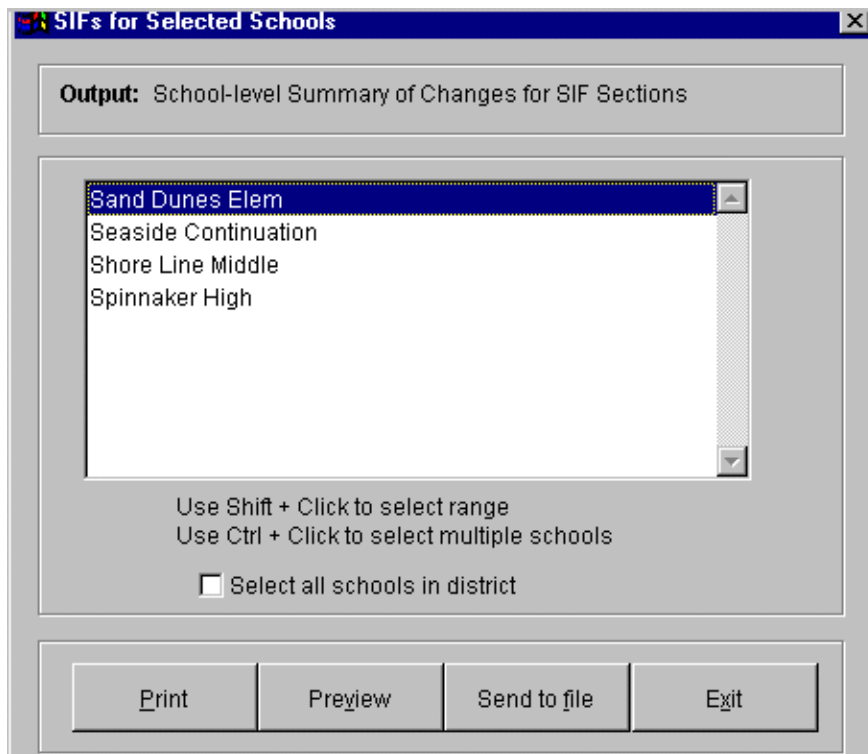 SIFs for Selected Schools
Output: School-level Summary of Changes for SIF Sections
Sand Dunes Elem
Seaside Continuation
Shore Line Middle
Spinnaker High
Use Shift + Click to select range
Use Ctrl + Click to select multiple schools
Select all schools in district
Print Preview Send to file Exit